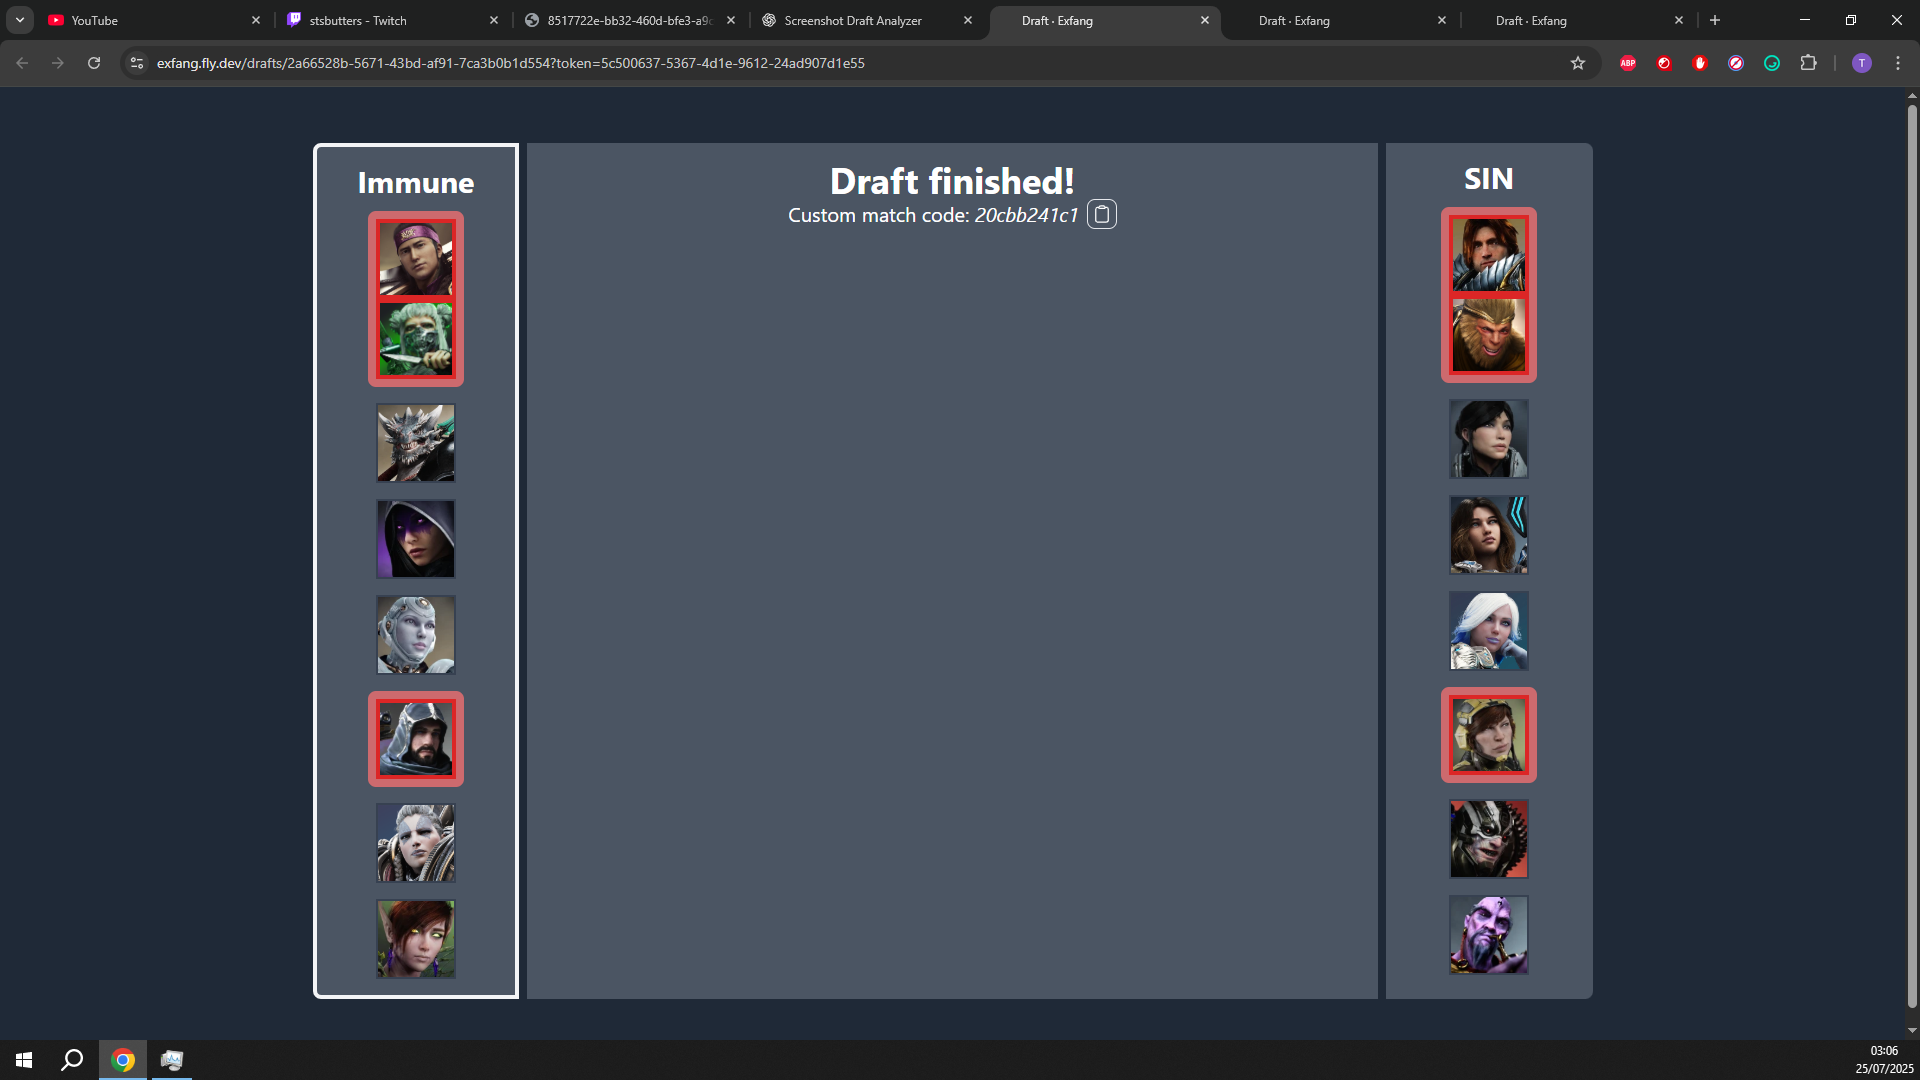 YouTube
stsbutters - Twitch
8517722e-bb32-460d-bfe3-a9c
Screenshot Draft Analyzer
Draft · Exfang
Draft · Exfang
Draft · Exfang
exfang.fly.dev/drafts/2a66528b-5671-43bd-af91-7ca3b0b1d554?token=5c500637-5367-4d1e-9612-24ad907d1e55
ABP
T
Immune
Draft finished!
Custom match code: 20cbb241c1
SIN
03:06
25/07/2025